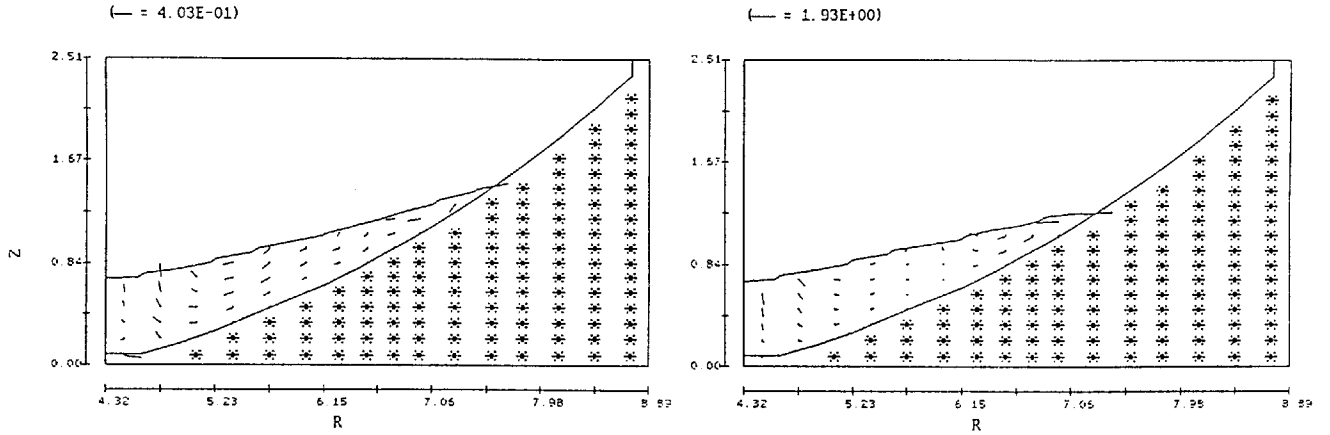 (— = 4.03E-01)
2.51
1.67
0.84
0.00
Z
4.32 5.23 6.15 7.06 7.98 8.89
R
(— = 1.93E+00)
2.51
1.67
0.84
0.00
4.32 5.23 6.15 7.06 7.98 8.89
R